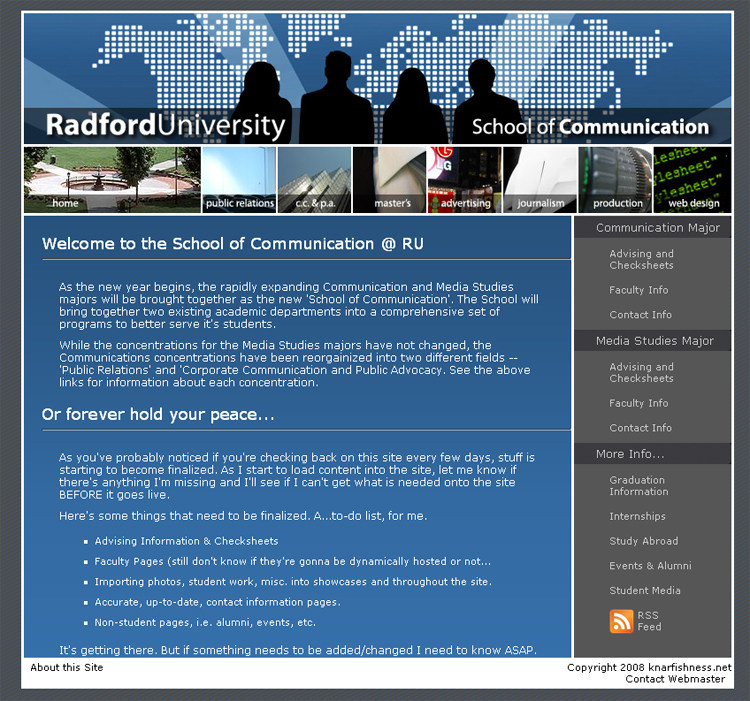 RadfordUniversity
School of Communication
home
public relations
c.c. & p.a.
master's
advertising
journalism
production
web design
LG
ylesheet"
ylesheet"
ylesheet"
Welcome to the School of Communication @ RU
As the new year begins, the rapidly expanding Communication and Media Studies
majors will be brought together as the new 'School of Communication'. The School will
bring together two existing academic departments into a comprehensive set of
programs to better serve it's students.
While the concentrations for the Media Studies majors have not changed, the
Communications concentrations have been reorgainized into two different fields --
'Public Relations' and 'Corporate Communication and Public Advocacy. See the above
links for information about each concentration.
Or forever hold your peace...
As you've probably noticed if you're checking back on this site every few days, stuff is
starting to become finalized. As I start to load content into the site, let me know if
there's anything I'm missing and I'll see if I can't get what is needed onto the site
BEFORE it goes live.
Here's some things that need to be finalized. A...to-do list, for me.
Advising Information & Checksheets
Faculty Pages (still don't know if they're gonna be dynamically hosted or not...
Importing photos, student work, misc. into showcases and throughout the site.
Accurate, up-to-date, contact information pages.
Non-student pages, i.e. alumni, events, etc.
It's getting there. But if something needs to be added/changed I need to know ASAP.
Communication Major
Advising and
Checksheets
Faculty Info
Contact Info
Media Studies Major
Advising and
Checksheets
Faculty Info
Contact Info
More Info...
Graduation
Information
Internships
Study Abroad
Events & Alumni
Student Media
RSS
Feed
About this Site
Copyright 2008 knarfishness.net
Contact Webmaster